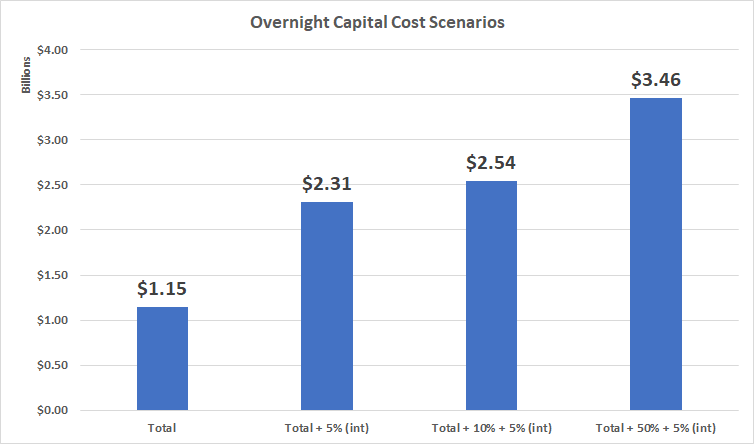 Overnight Capital Cost Scenarios
Billions
$4.00
$3.50
$3.00
$2.50
$2.00
$1.50
$1.00
$0.50
$0.00
$1.15
$2.31
$2.54
$3.46
Total
Total + 5% (int)
Total + 10% + 5% (int)
Total + 50% + 5% (int)